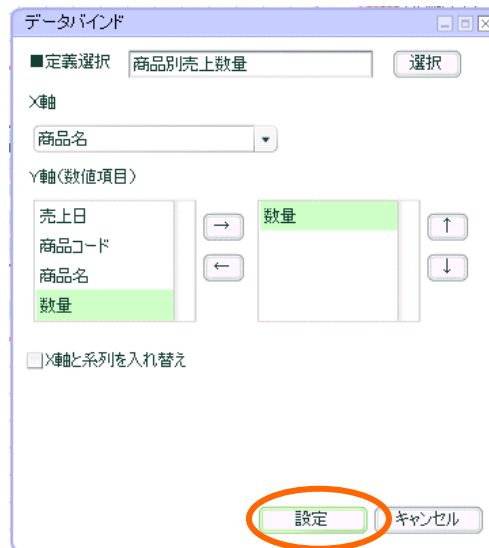 データバインド
■定義選択 商品別売上数量 選択
X軸
商品名
Y軸(数値項目)
売上日
商品コード
商品名
数量
→
←
数量
↑
↓
X軸と系列を入れ替え
設定 キャンセル